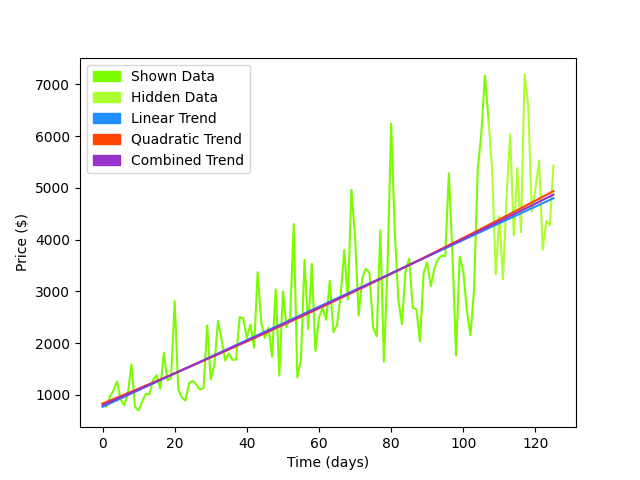 Shown Data
Hidden Data
Linear Trend
Quadratic Trend
Combined Trend
7000
6000
5000
4000
3000
2000
1000
Price ($)
0 20 40 60 80 100 120
Time (days)